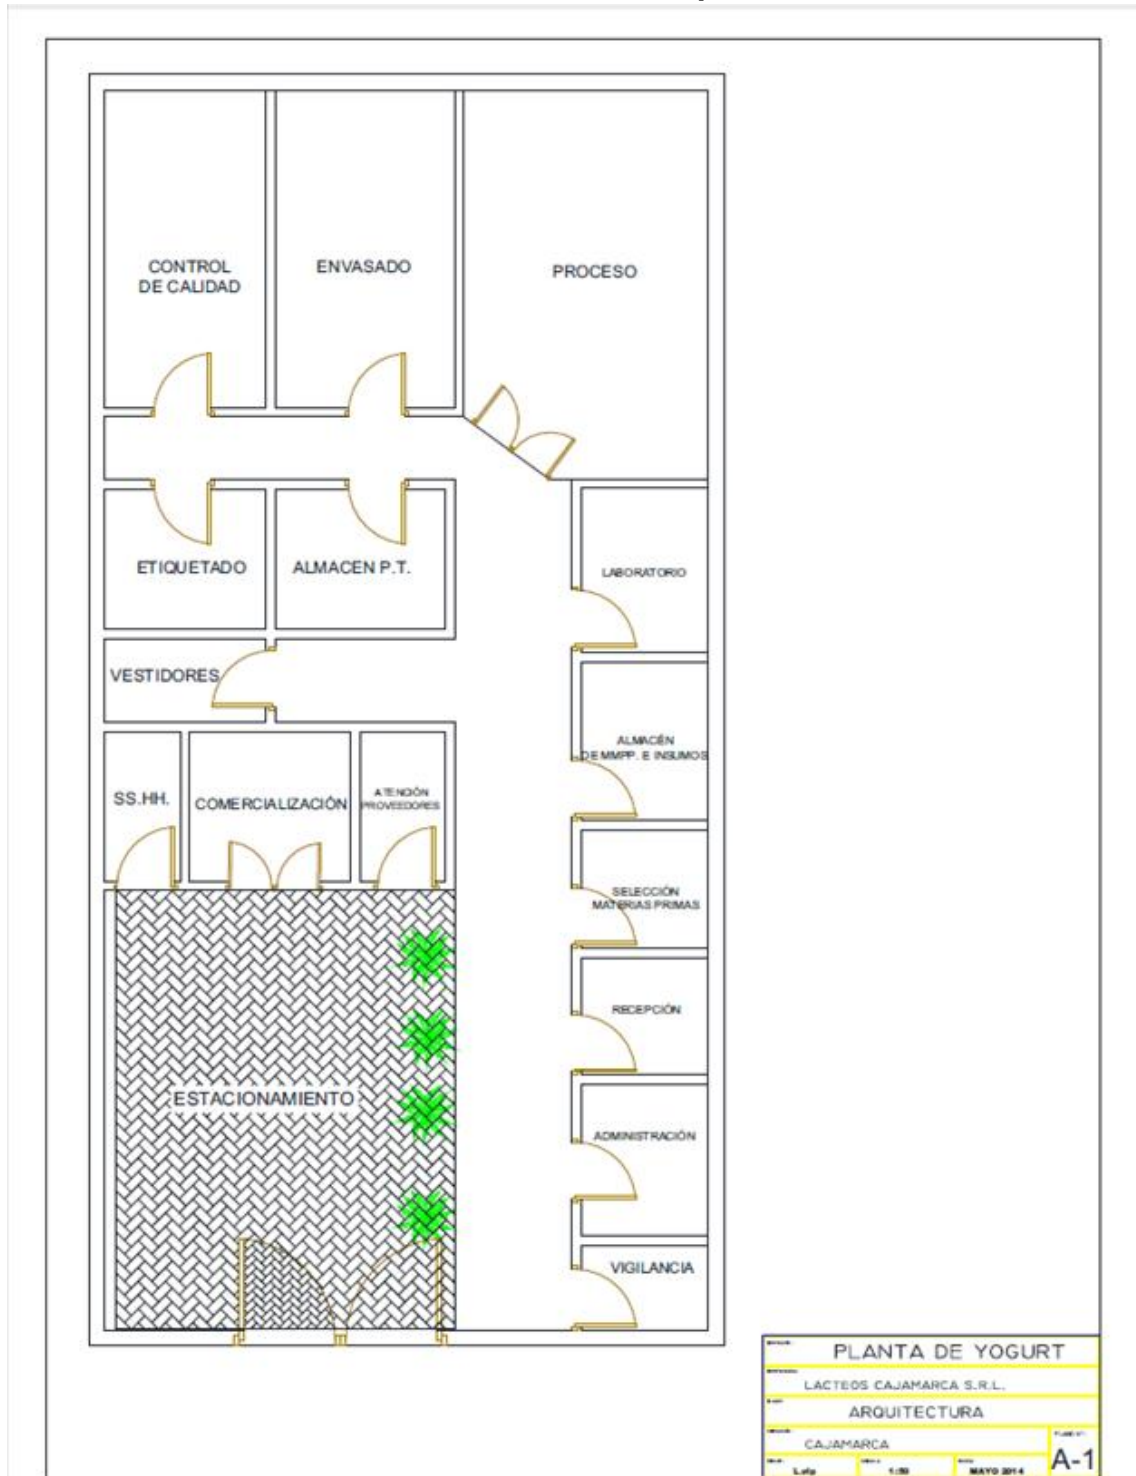 CONTROL
DE CALIDAD
ENVASADO
PROCESO
ETIQUETADO
ALMACEN P.T.
LABORATORIO
VESTIDORES
ALMACÉN
DE MMPP. E INSUMOS
SS.HH.
COMERCIALIZACIÓN
ATENCIÓN
PROVEEDORES
SELECCIÓN
MATERIAS PRIMAS
RECEPCIÓN
ESTACIONAMIENTO
ADMINISTRACIÓN
VIGILANCIA
PLANTA DE YOGURT
LACTEOS CAJAMARCA S.R.L.
ARQUITECTURA
CAJAMARCA
A-1
1:50
MAYO 2014